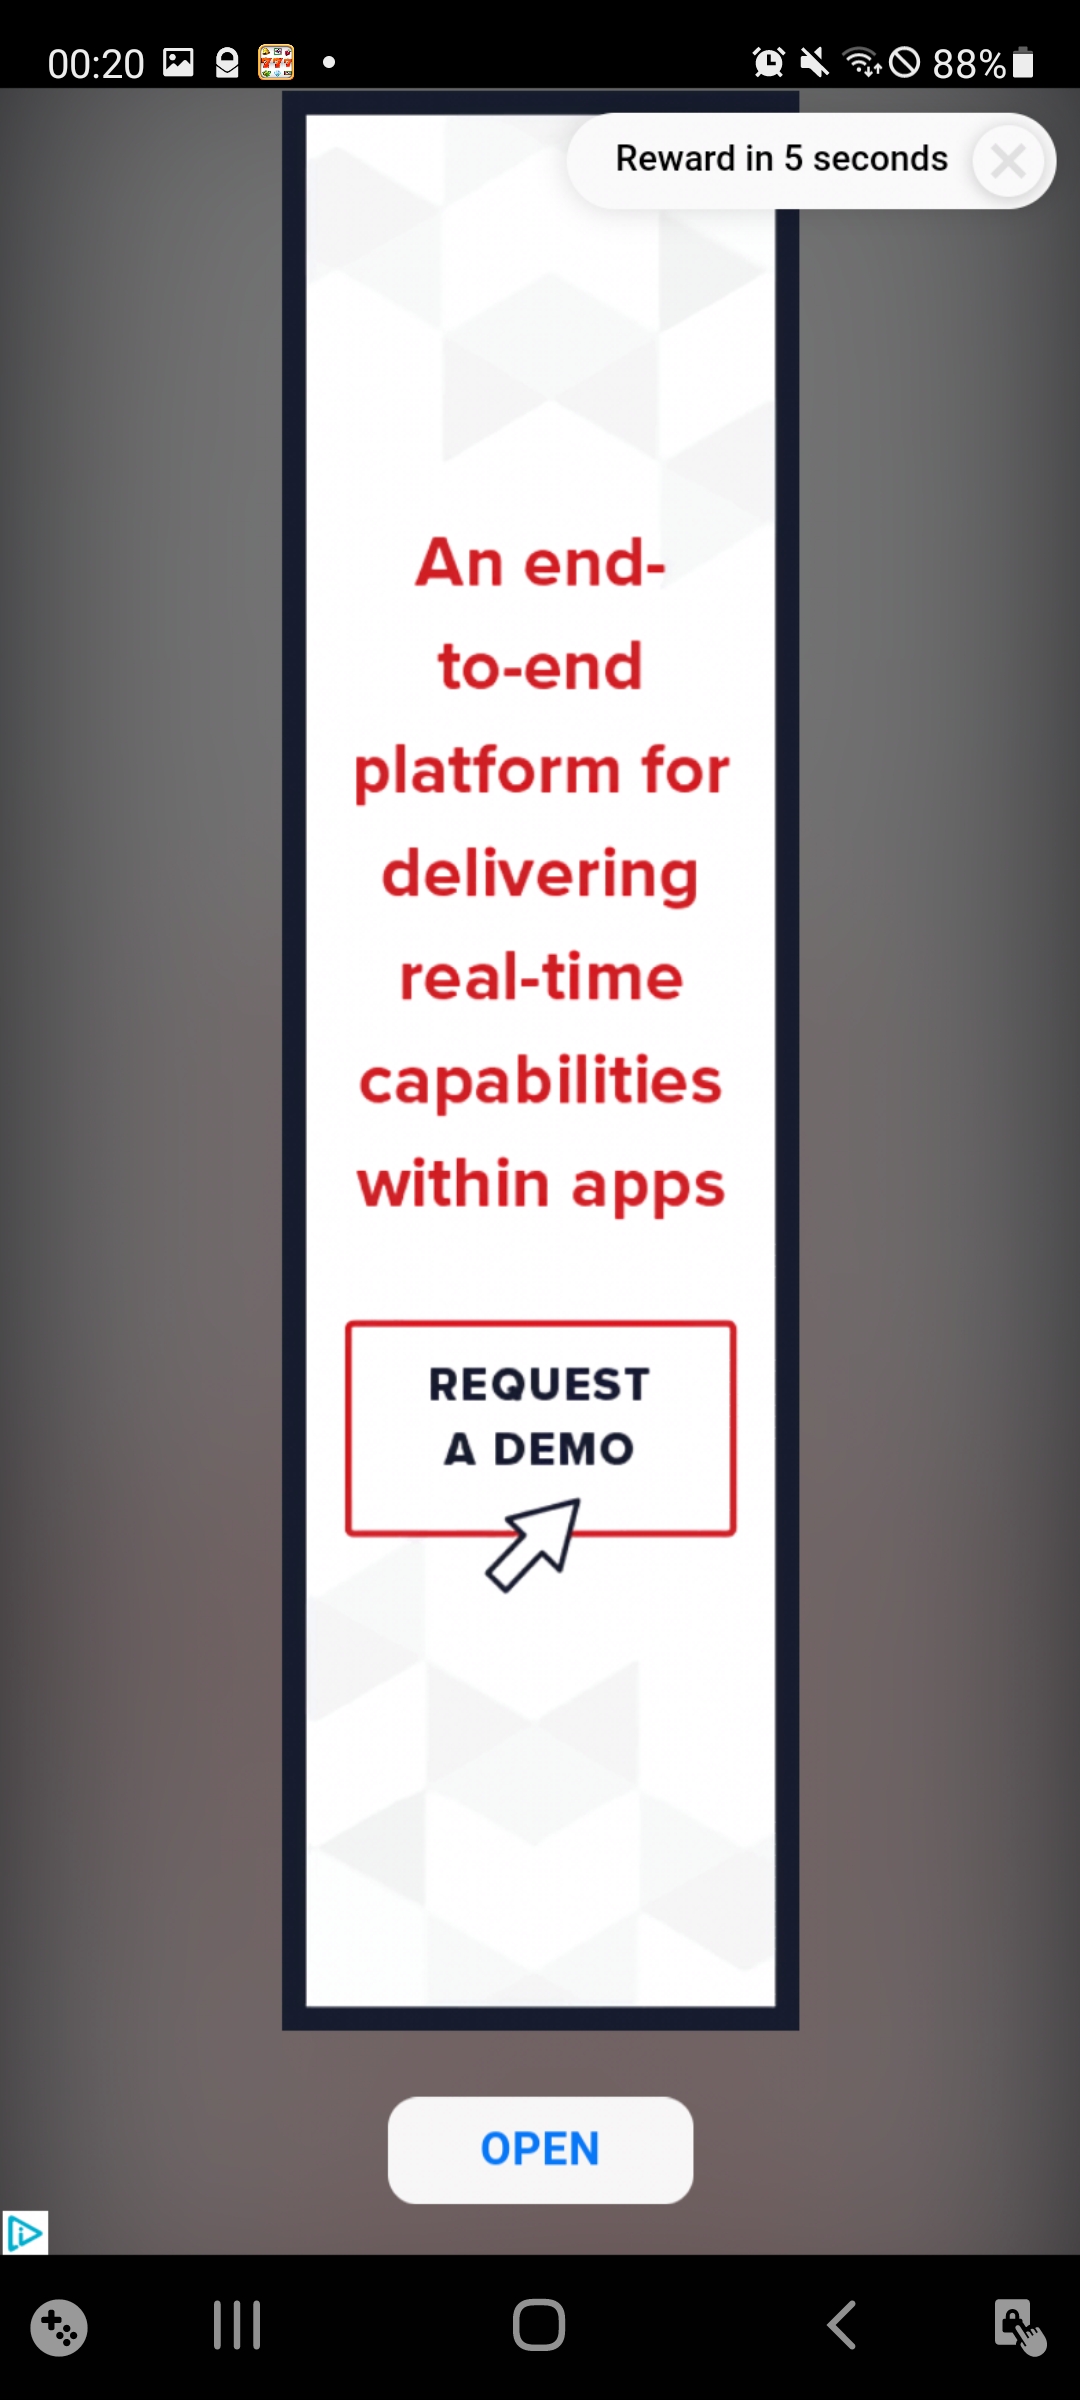 00:20
88%
Reward in 5 seconds
An end-
to-end
platform for
delivering
real-time
capabilities
within apps
REQUEST
A DEMO
OPEN